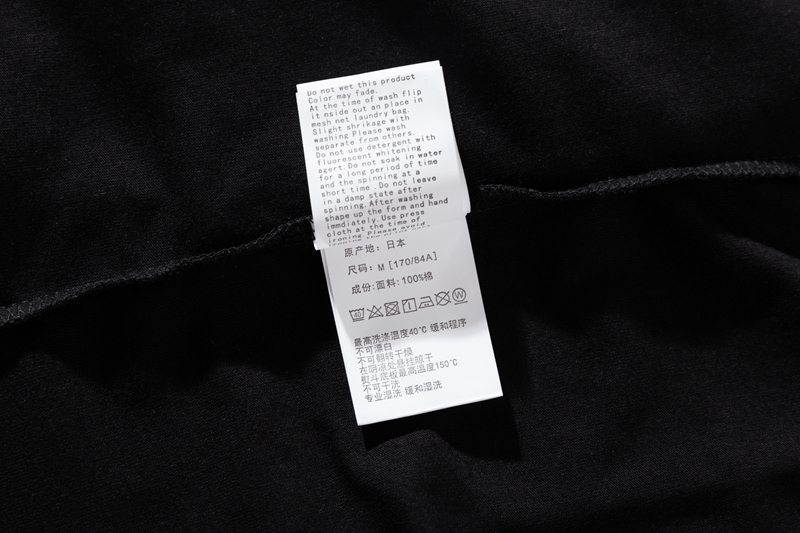 Do not wet this product
Color may fade.
At the time of wash flip
it nside out an place in
mesh net laundry bag.
Slight shrikage with
washing Please wash
separate from others.
Do not use detergent with
fluorescent whitening
agert. Do not soak in water
for a long period of time
and the spinning at a
short time . Do not leave
in a damp state after
spinning. After washing
shape up the form and hand
immdiately. Use press
cloth at the time of
ironing. Please avoid
原产地：日本
尺码：M [170/84A]
成份：面料：100%棉
40 W
最高洗涤温度40℃ 缓和程序
不可漂白
不可翻转干燥
在阴凉处悬挂晾干
熨斗底板最高温度150℃
不可干洗
专业湿洗 缓和湿洗